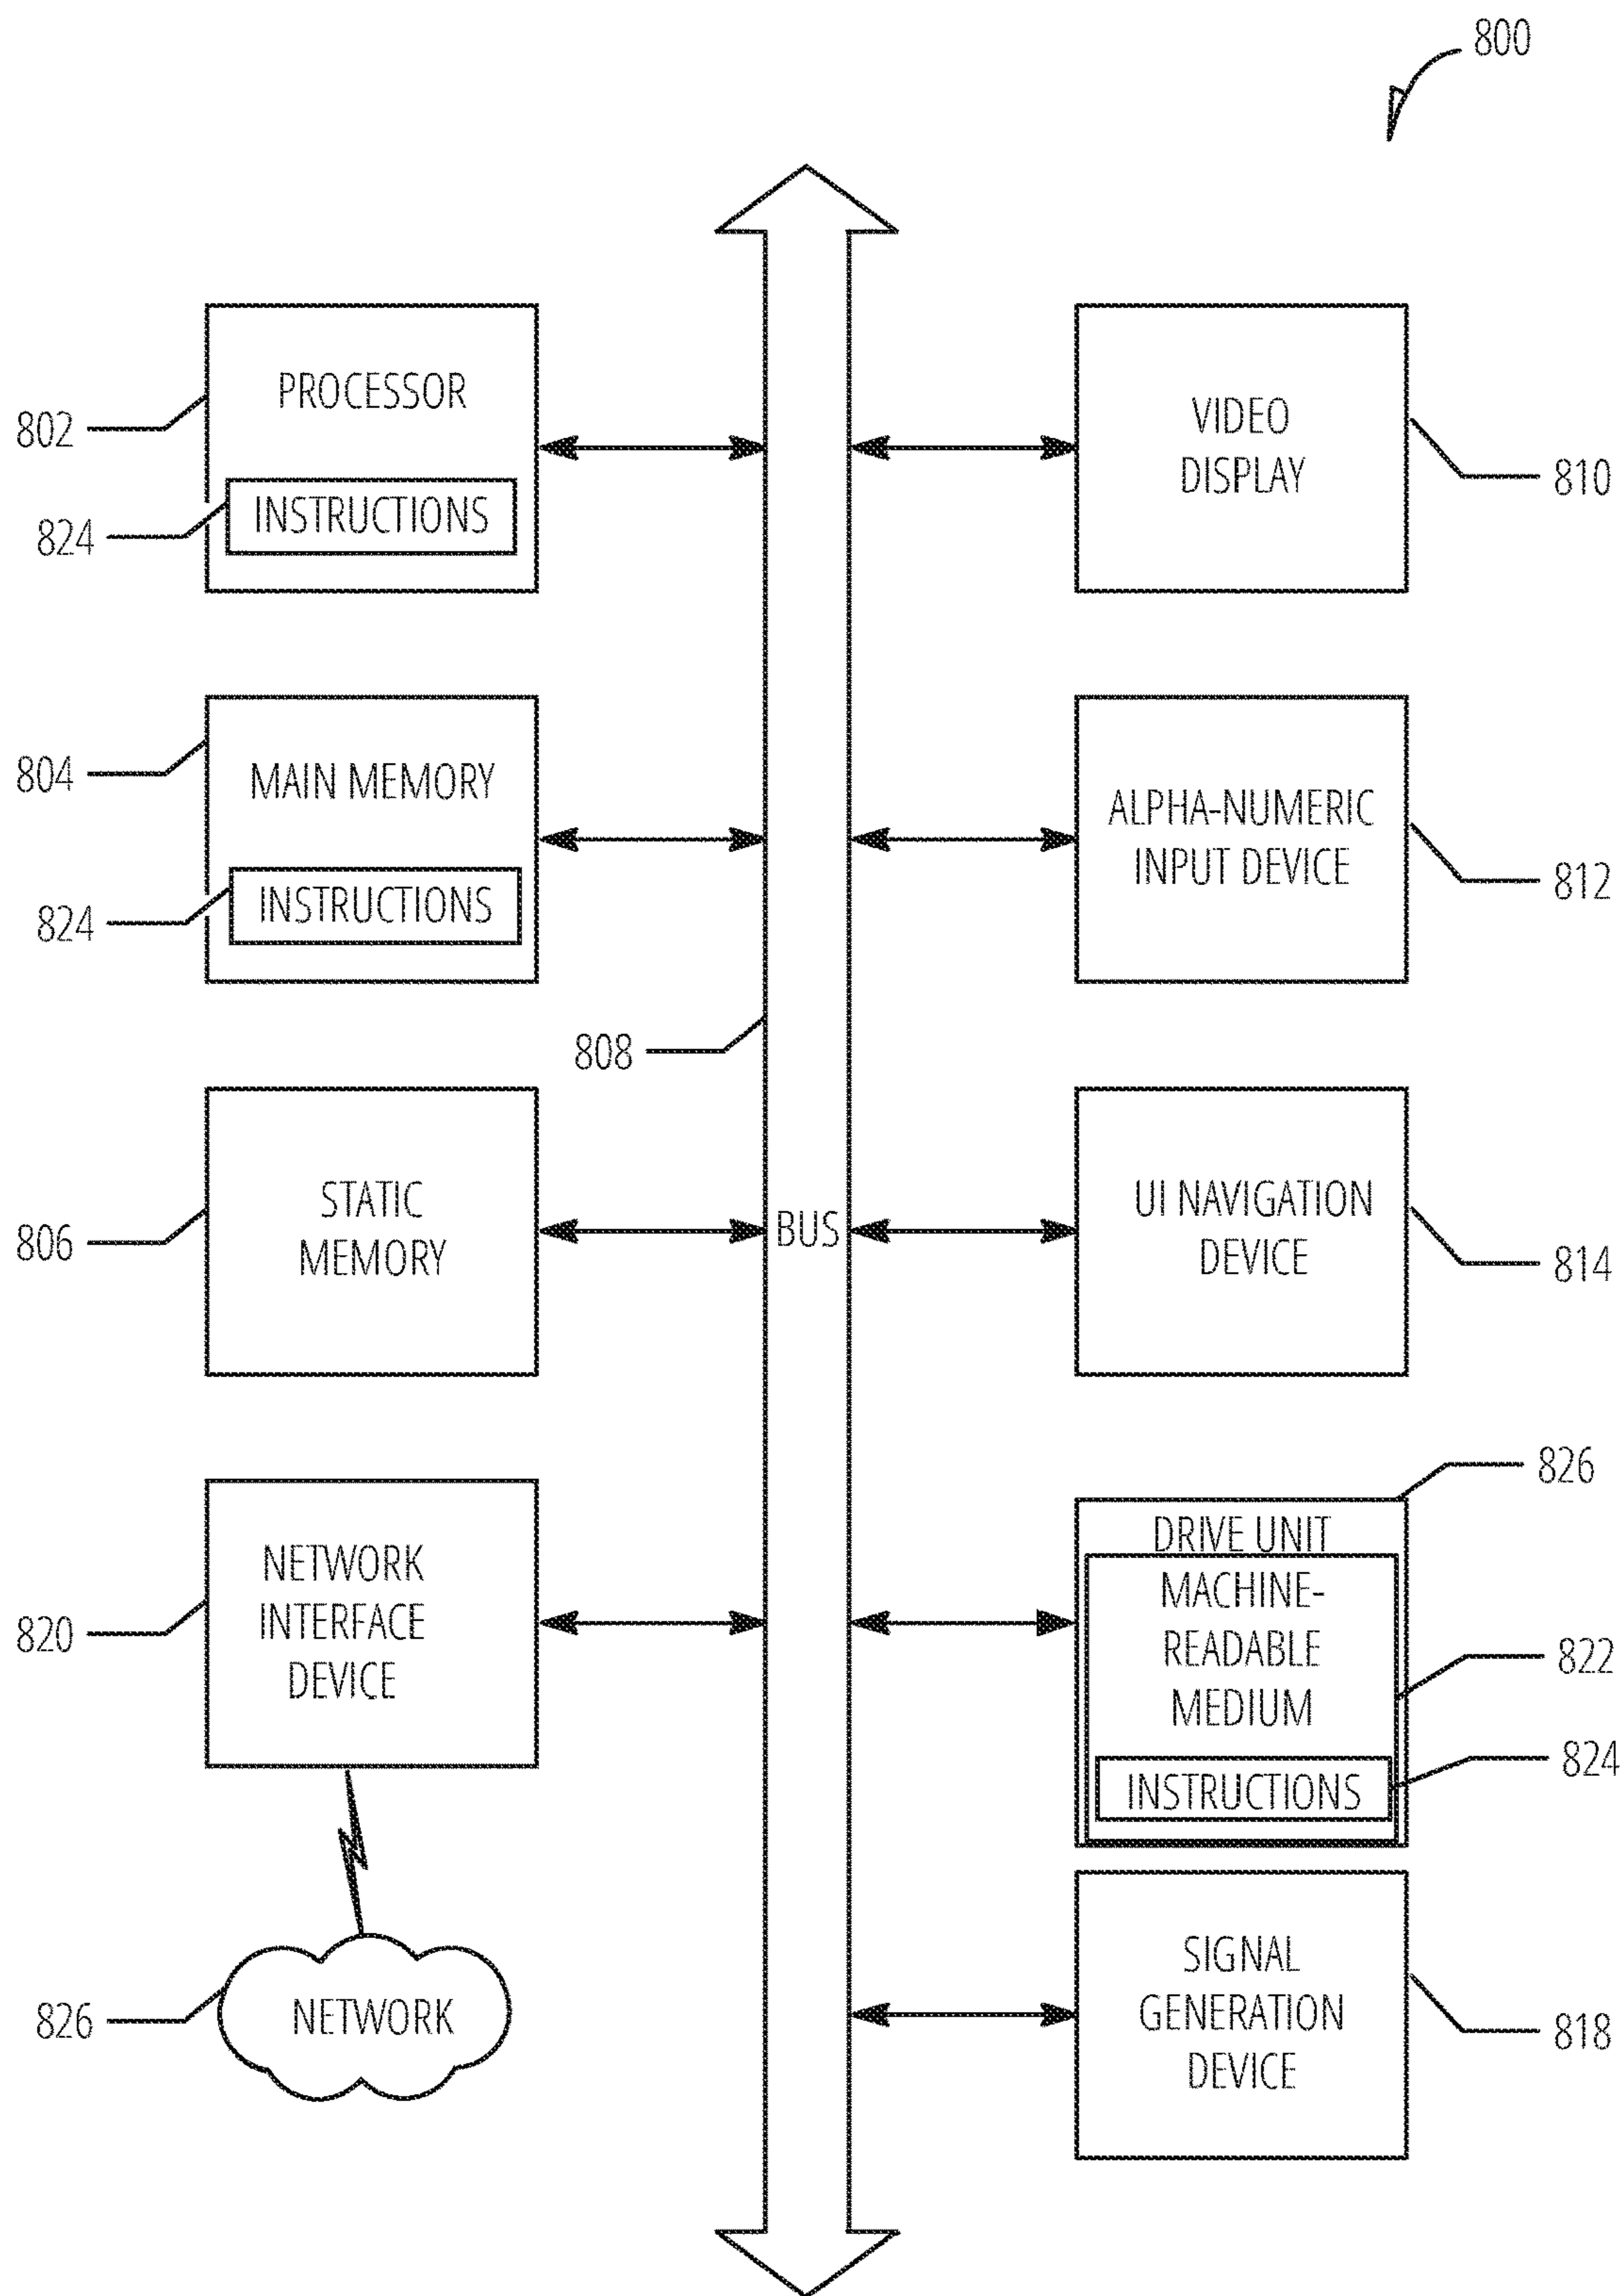 800
PROCESSOR
802
INSTRUCTIONS
824
VIDEO
DISPLAY
810
MAIN MEMORY
804
INSTRUCTIONS
824
ALPHA-NUMERIC
INPUT DEVICE
812
808
STATIC
MEMORY
806
BUS
UI NAVIGATION
DEVICE
814
NETWORK
INTERFACE
DEVICE
820
826
DRIVE UNIT
MACHINE-
READABLE
MEDIUM
822
824
INSTRUCTIONS
NETWORK
826
SIGNAL
GENERATION
DEVICE
818